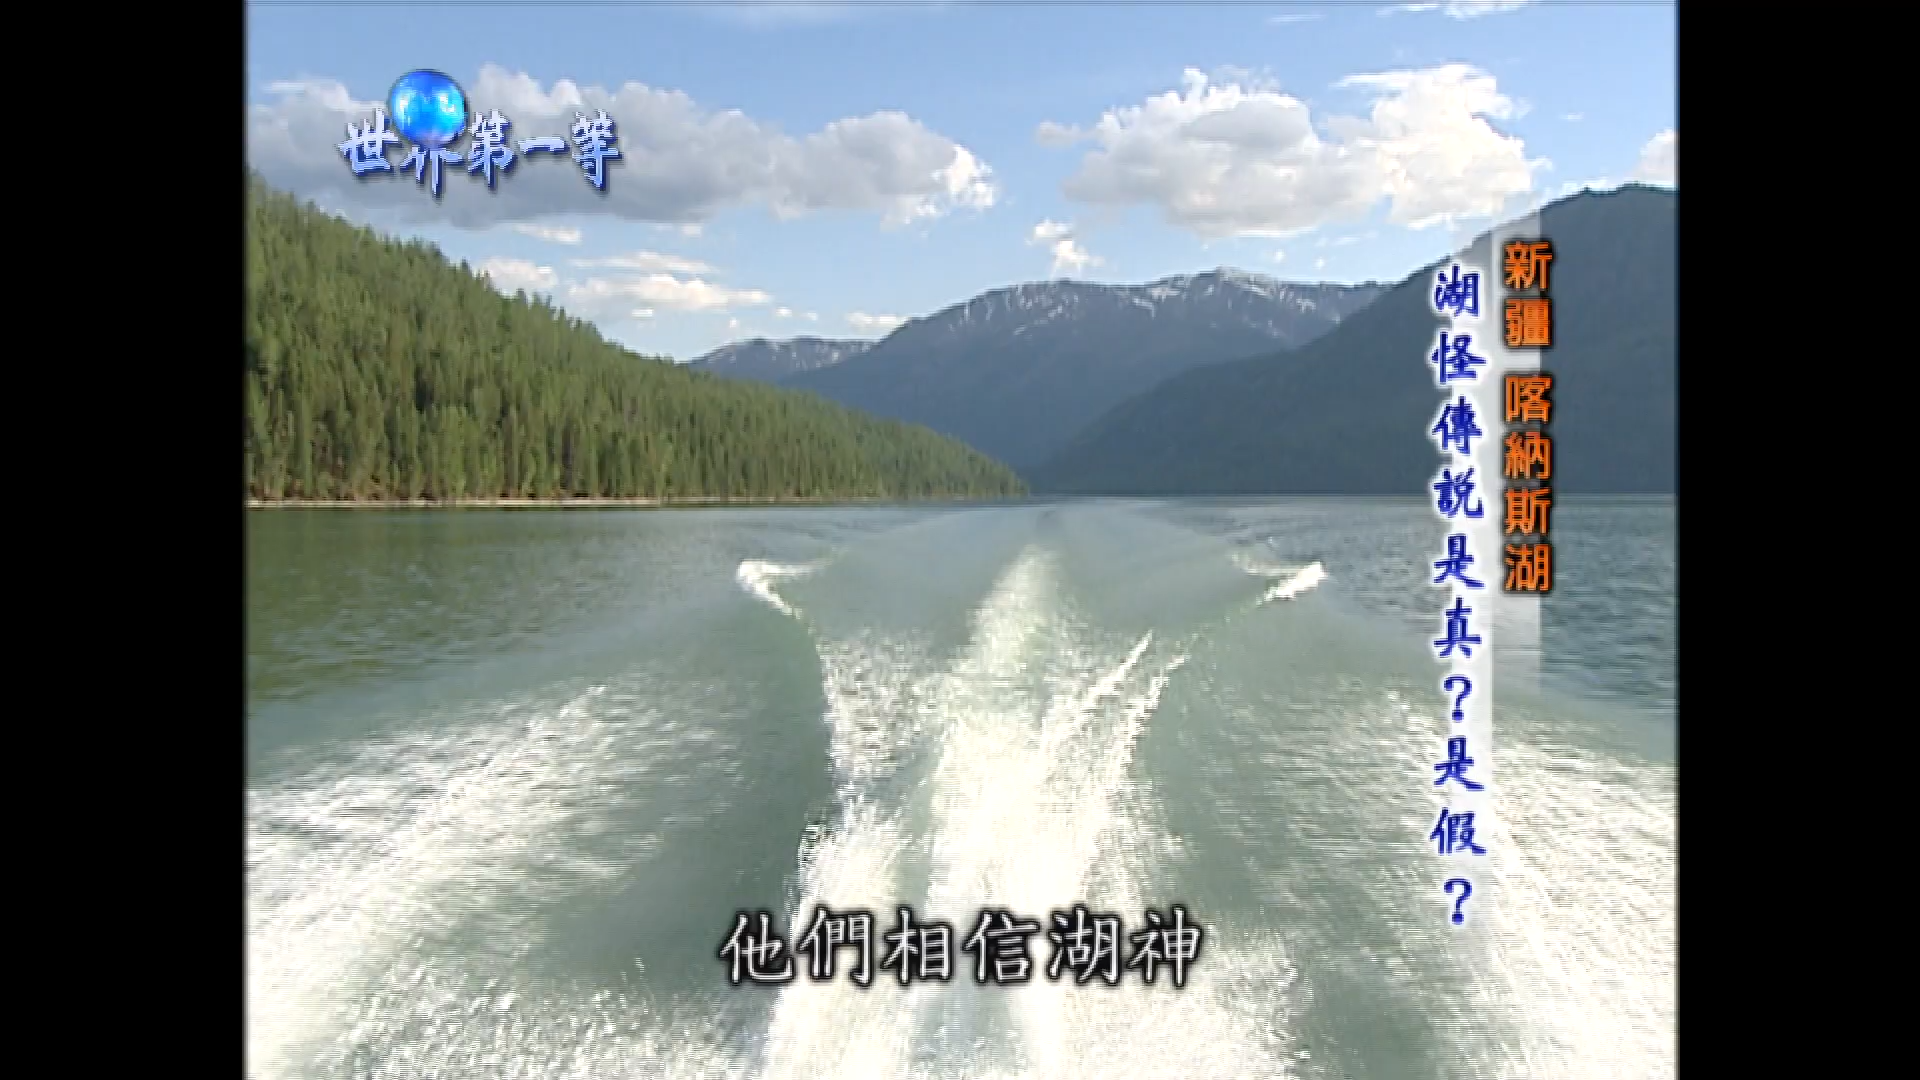 世界第一等
新疆 喀納斯湖
湖怪傳說是真？是假？
他們相信湖神